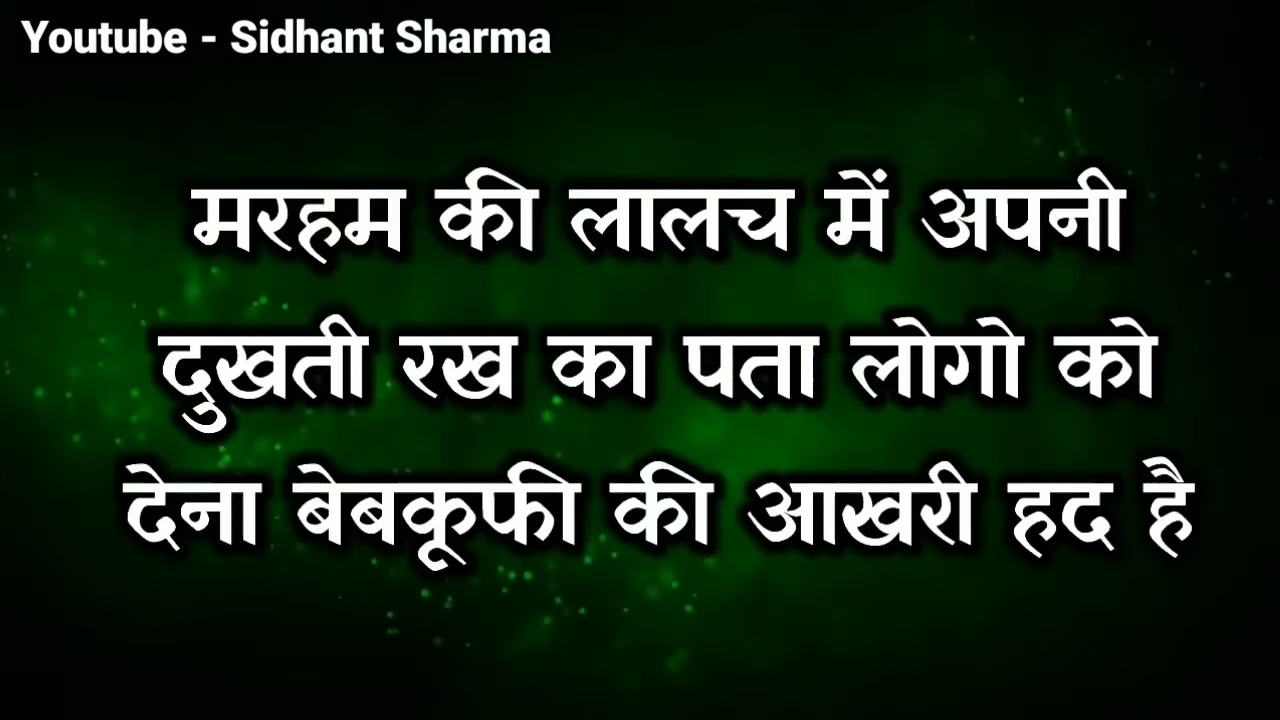 Youtube - Sidhant Sharma
मरहम की लालच में अपनी
दुखती रख का पता लोगो को
देना बेबकूफी की आखरी हद है